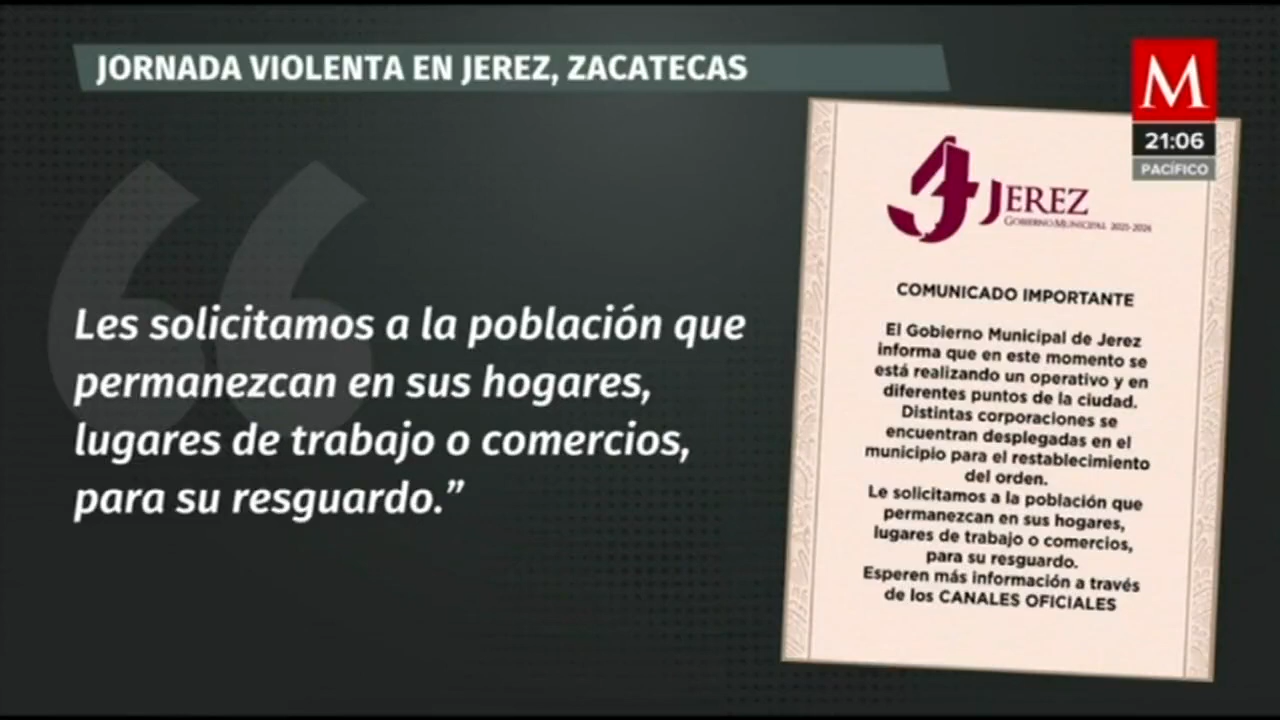 JORNADA VIOLENTA EN JEREZ, ZACATECAS
M
21:06
PACÍFICO
Les solicitamos a la población que
permanezcan en sus hogares,
lugares de trabajo o comercios,
para su resguardo.”
JEREZ
GOBIERNO MUNICIPAL
COMUNICADO IMPORTANTE
El Gobierno Municipal de Jerez
informa que en este momento se
está realizando un operativo y en
diferentes puntos de la ciudad.
Distintas corporaciones se
encuentran desplegadas en el
municipio para el restablecimiento
del orden.
Le solicitamos a la población que
permanezcan en sus hogares,
lugares de trabajo o comercios,
para su resguardo.
Esperen más información a través
de los CANALES OFICIALES